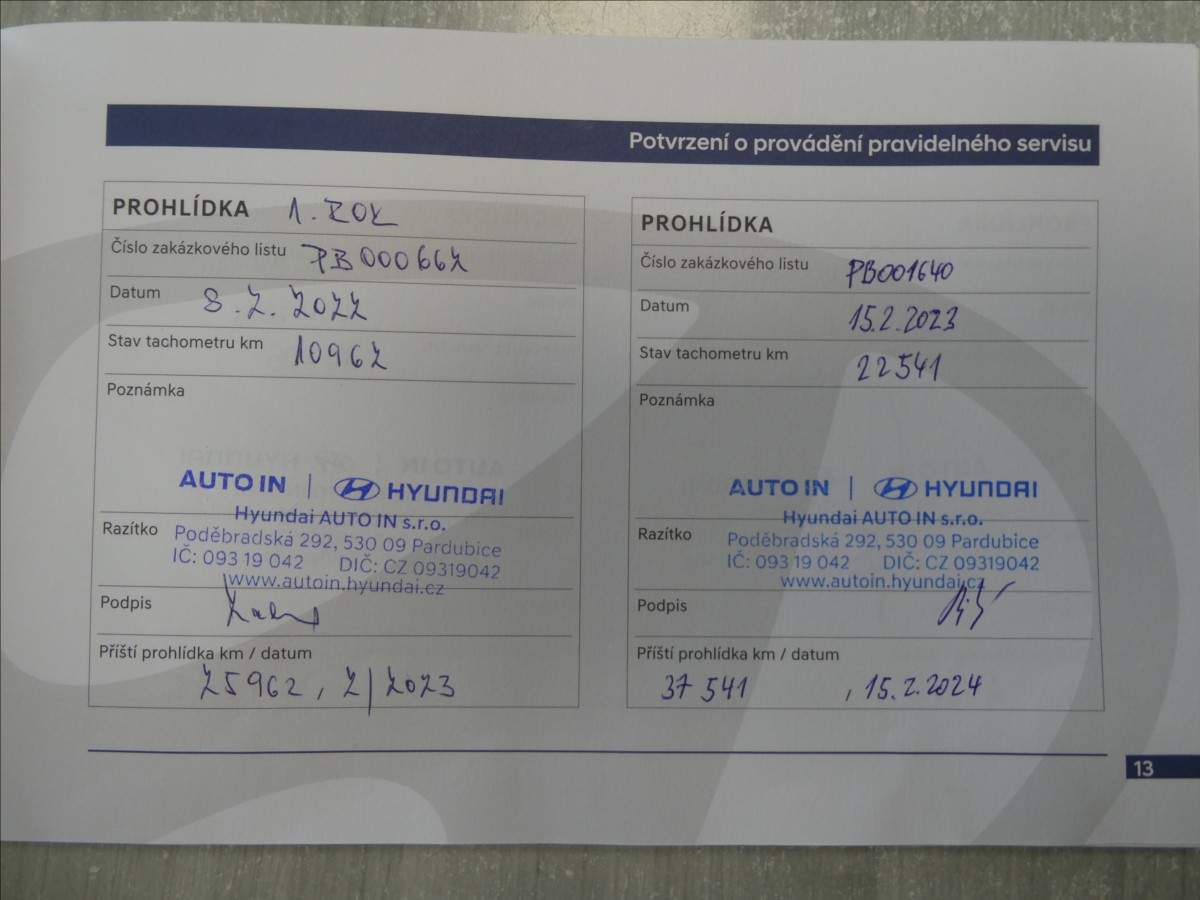 Potvrzení o provádění pravidelného servisu
PROHLÍDKA 1. ROK
Číslo zakázkového listu PB000662
Datum 8.2.2022
Stav tachometru km 10962
Poznámka
AUTO IN | HYUNDAI
Hyundai AUTO IN s.r.o.
Razítko
Poděbradská 292, 530 09 Pardubice
IČ: 093 19 042 DIČ: CZ 09319042
www.autoin.hyundai.cz
Podpis
Příští prohlídka km / datum
25962, 2/2023
PROHLÍDKA
Číslo zakázkového listu PB001640
Datum 15.2.2023
Stav tachometru km 22541
Poznámka
AUTO IN | HYUNDAI
Hyundai AUTO IN s.r.o.
Razítko
Poděbradská 292, 530 09 Pardubice
IČ: 093 19 042 DIČ: CZ 09319042
www.autoin.hyundai.cz
Podpis
Příští prohlídka km / datum
37 541 , 15.2.2024
13